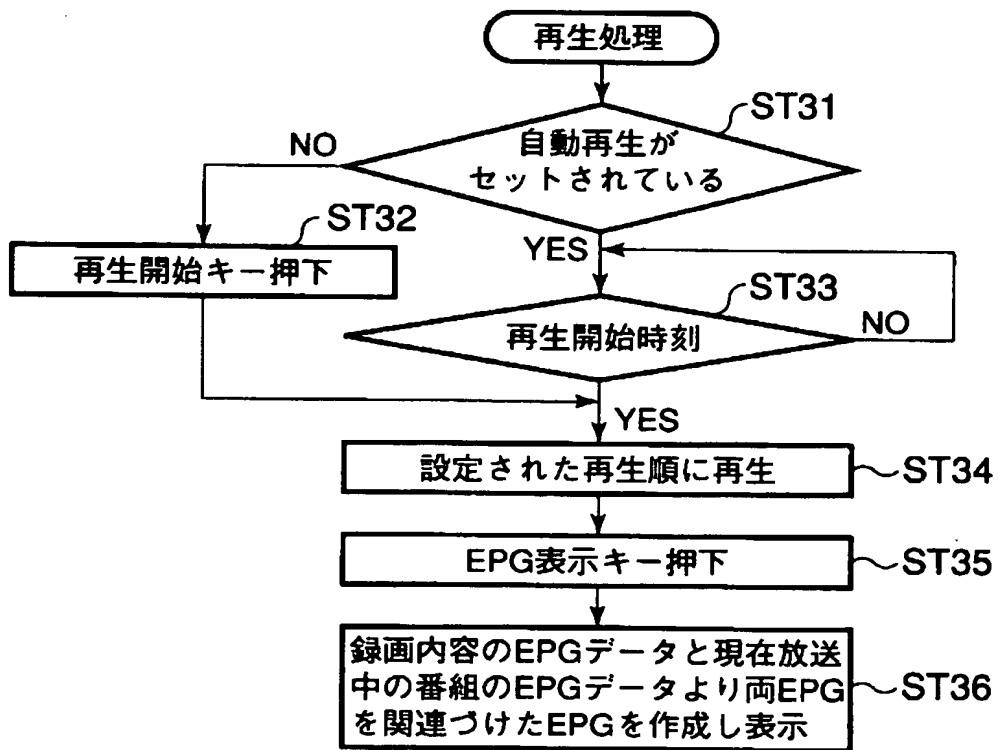 再生処理
ST31
自動再生が
セットされている
NO
ST32
再生開始キー押下
YES
ST33
再生開始時刻
NO
YES
設定された再生順に再生
ST34
EPG表示キー押下
ST35
録画内容のEPGデータと現在放送
中の番組のEPGデータより両EPG
を関連づけたEPGを作成し表示
ST36